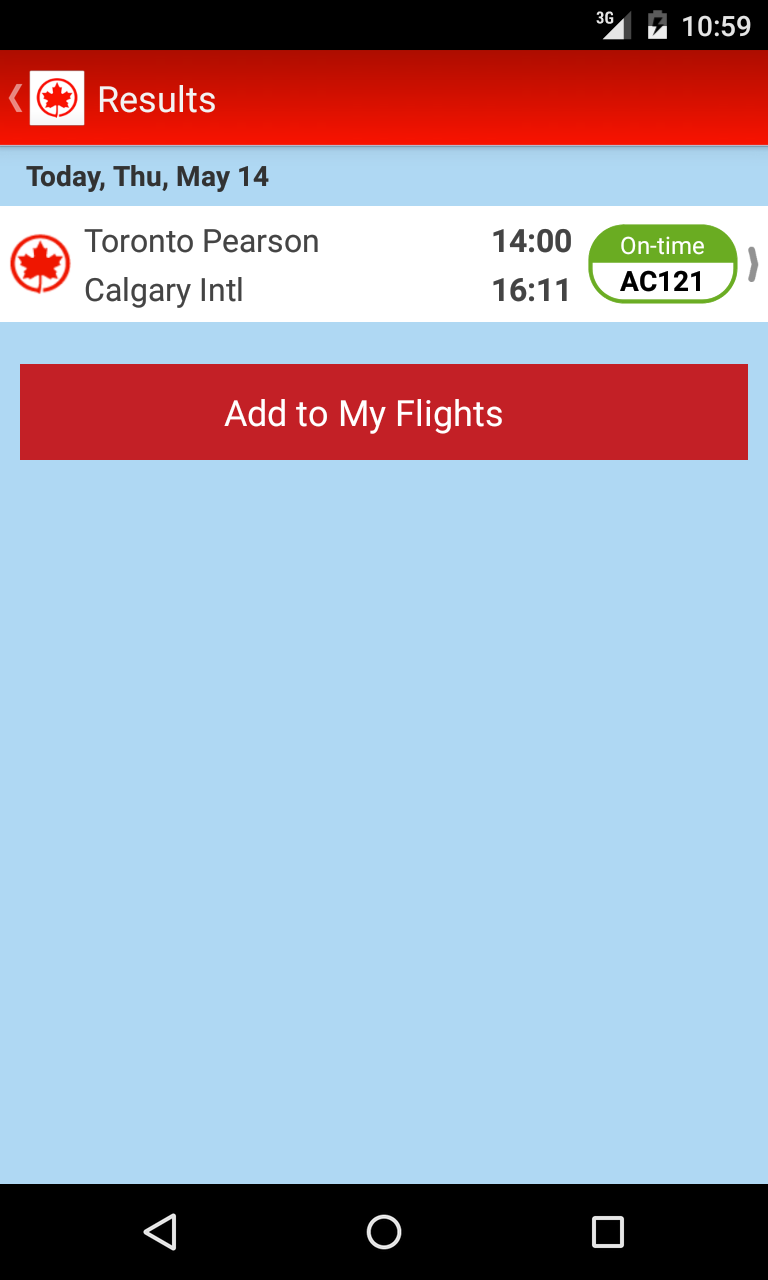 3G 10:59
Results
Today, Thu, May 14
Toronto Pearson 14:00 On-time
Calgary Intl 16:11 AC121
Add to My Flights